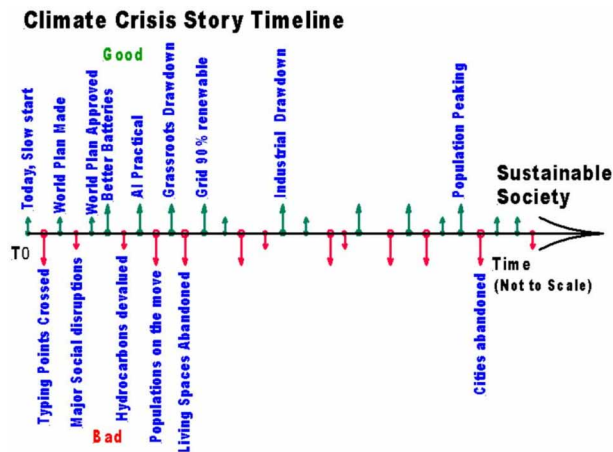 Climate Crisis Story Timeline
Good
Today, Slow start
World Plan Made
World Plan Approved
Better Batteries
AI Practical
Grassroots Drawdown
Grid 90% renewable
Industrial Drawdown
Population Peaking
Sustainable
Society
T0
Time
(Not to Scale)
Typing Points Crossed
Major Social disruptions
Hydrocarbons devalued
Populations on the move
Living Spaces Abandoned
Cities abandoned
Bad